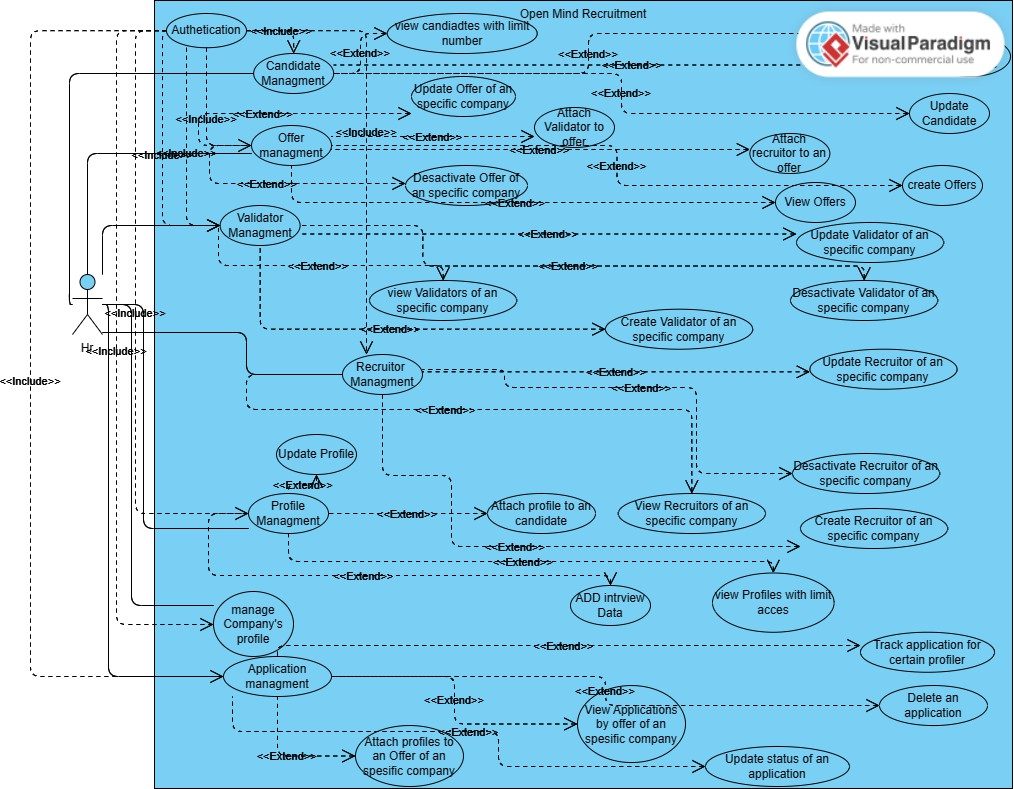 Open Mind Recruitment
Made with
VisualParadigm
For non-commercial use
Authetication
<<Include>>
view candiadtes with limit
number
<<Extend>>
<<Extend>>
<<Extend>>
Candidate
Managment
<<Extend>>
Update Offer of an
specific company
Update
Candidate
<<Extend>>
<<Include>>
Attach
Validator to
offer
<<Include>>
<<Extend>>
Offer
managment
<<Extend>>
Attach
recruitor to an
offer
<<Include>>
<<Include>>
<<Extend>>
<<Extend>>
Desactivate Offer of
an specific company
create Offers
<<Extend>>
View Offers
Validator
Managment
<<Extend>>
Update Validator of an
specific company
<<Extend>>
<<Extend>>
view Validators of an
specific company
Desactivate Validator of an
specific company
<<Include>>
Hr
<<Include>>
<<Extend>>
Create Validator of an
specific company
Recruitor
Managment
<<Extend>>
<<Extend>>
Update Recruitor of an
specific company
<<Include>>
<<Extend>>
Update Profile
<<Extend>>
Desactivate Recruitor of an
specific company
Profile
Managment
<<Extend>>
Attach profile to an
candidate
View Recruitors of an
specific company
Create Recruitor of an
specific company
<<Extend>>
<<Extend>>
<<Extend>>
ADD intrview
Data
view Profiles with limit
acces
manage
Company's
profile
<<Extend>>
Track application for
certain profiler
Application
managment
<<Extend>>
<<Extend>>
View Applications
by offer of an
spesific company
Delete an
application
<<Extend>>
<<Extend>>
Attach profiles to
an Offer of an
spesific company
Update status of an
application